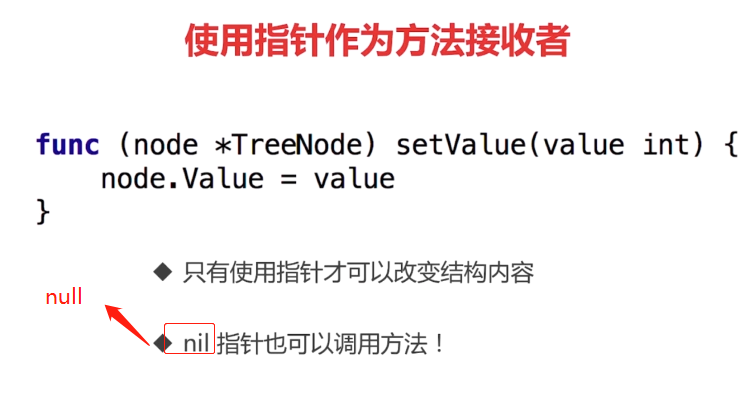 使用指针作为方法接收者
func (node *TreeNode) setValue(value int) {
    node.Value = value
}
◆ 只有使用指针才可以改变结构内容
null
◆ nil 指针也可以调用方法！